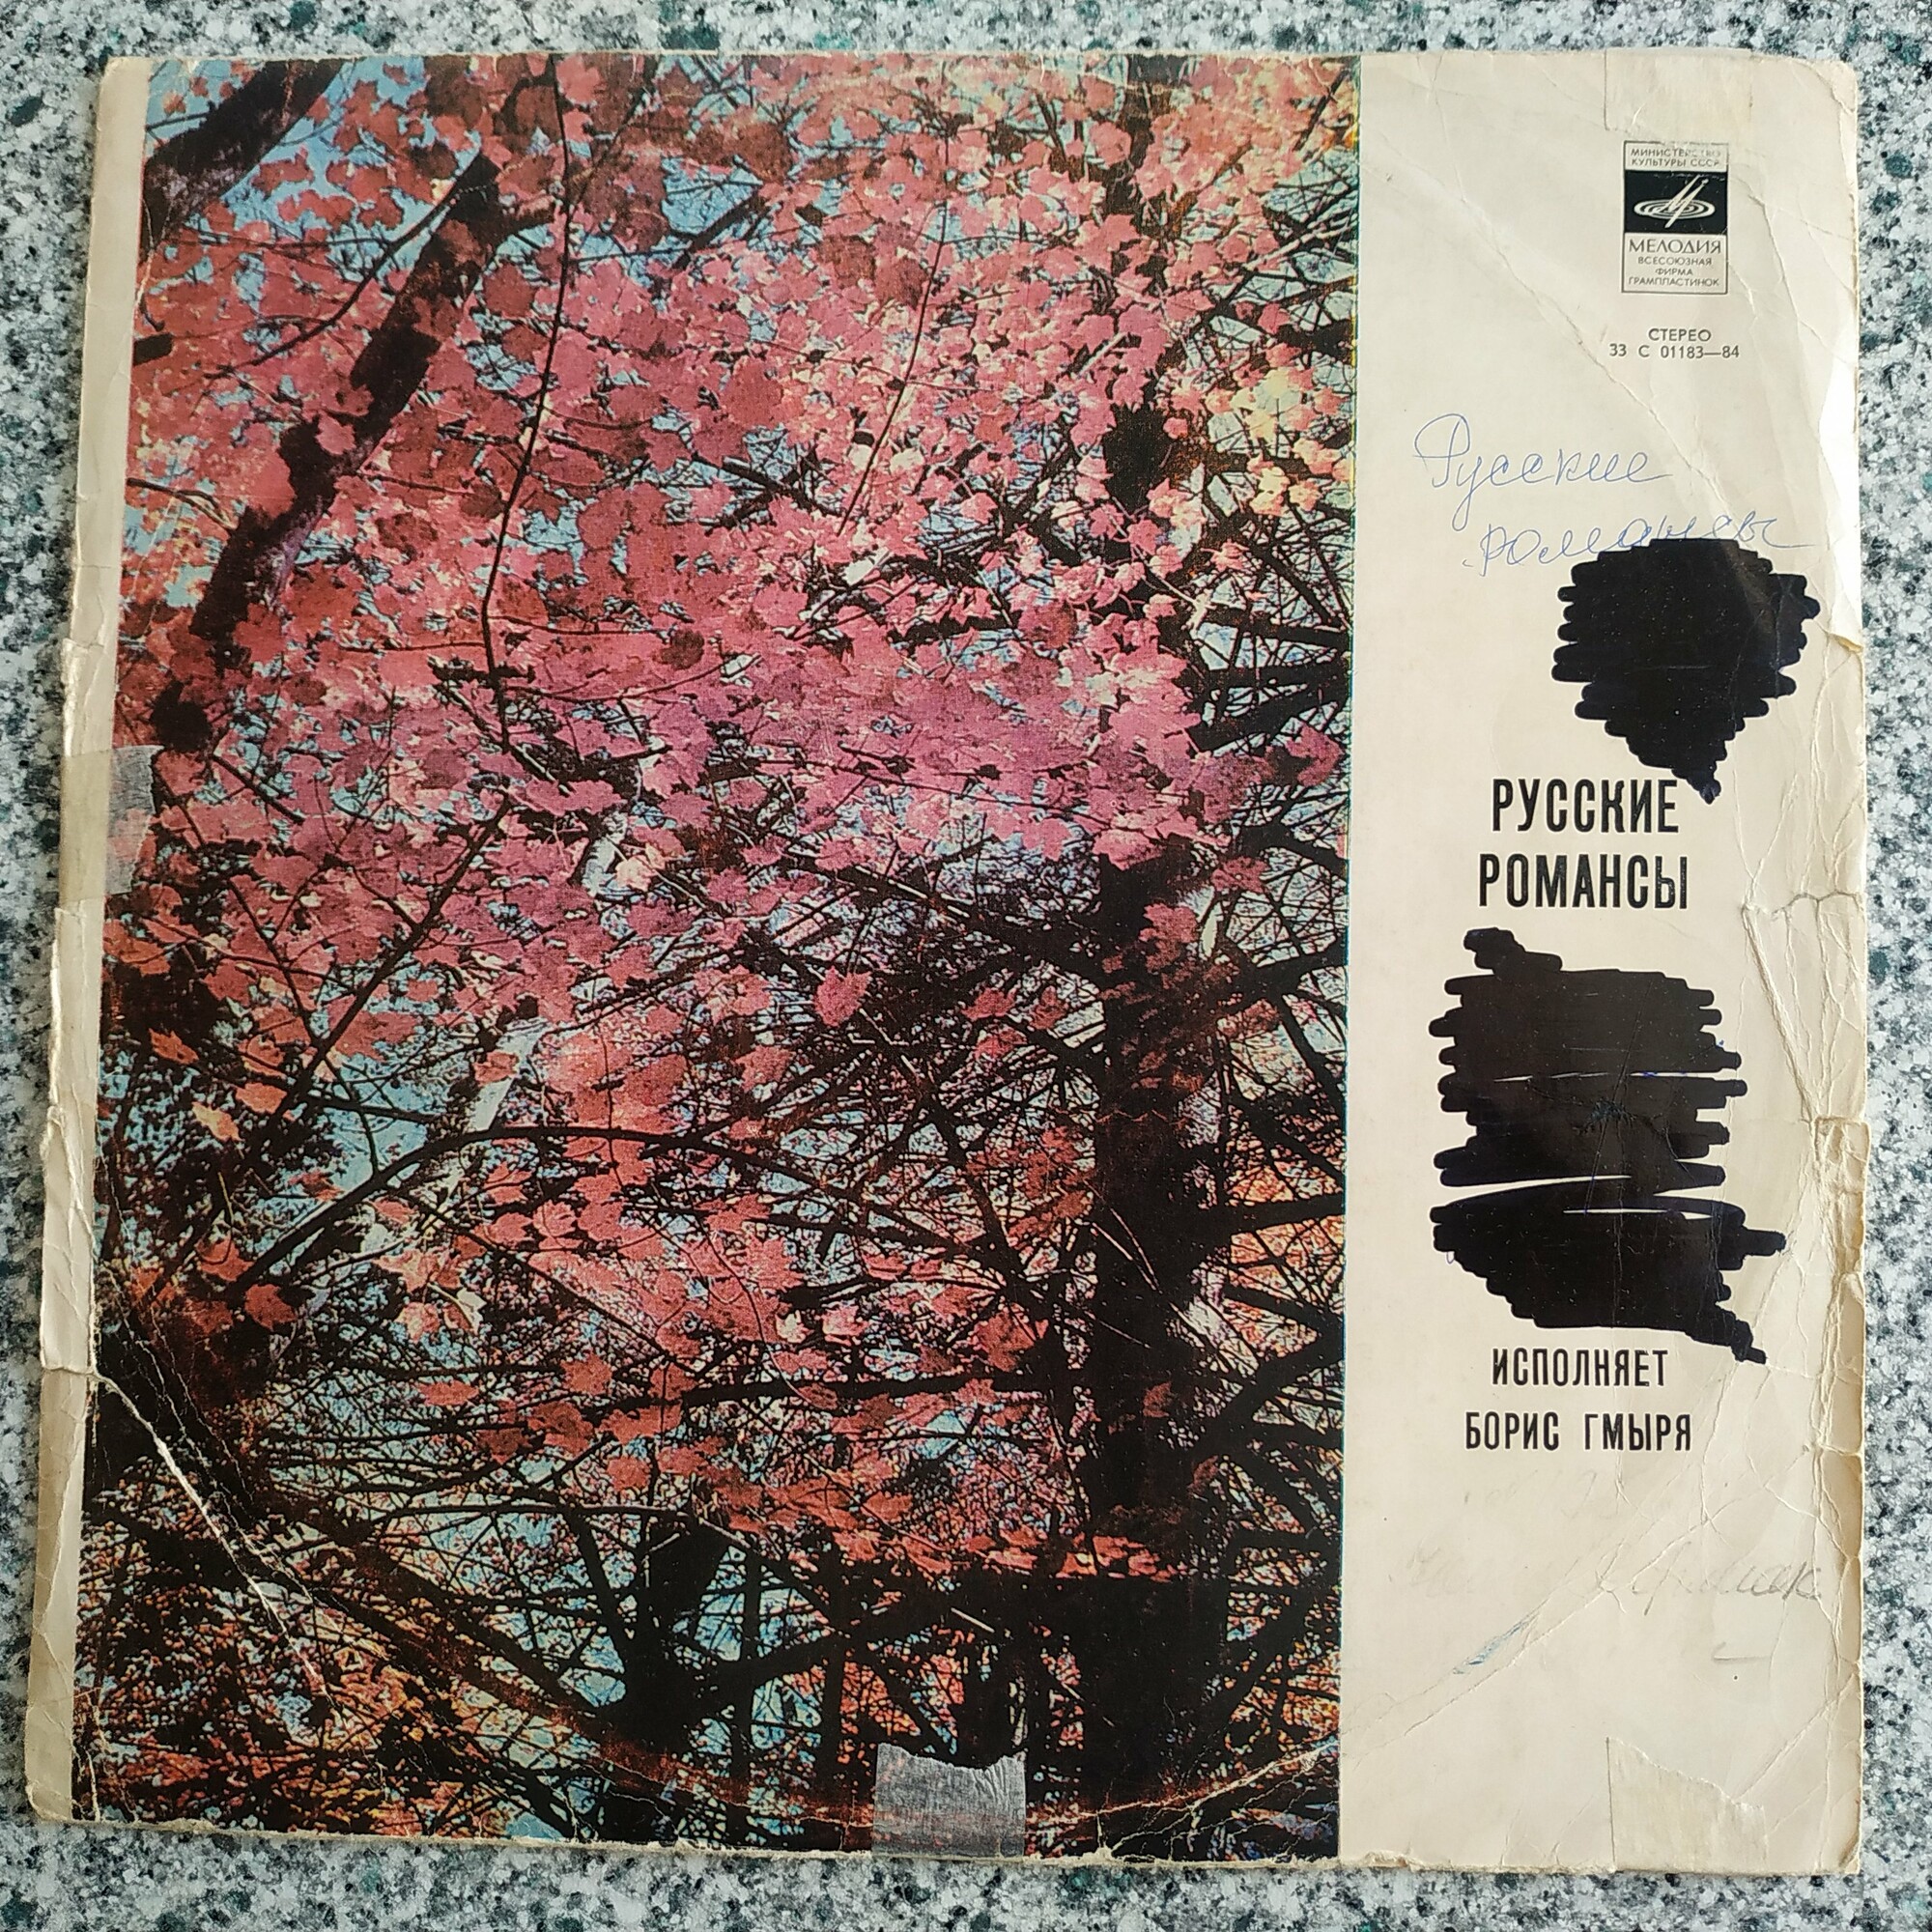 МИНИСТЕРСТВО
КУЛЬТУРЫ СССР
МЕЛОДИЯ
ВСЕСОЮЗНАЯ
ФИРМА
ГРАМПЛАСТИНОК
СТЕРЕО
33 С 01183—84
Русские
романсы
РУССКИЕ
РОМАНСЫ
ИСПОЛНЯЕТ
БОРИС ГМЫРЯ